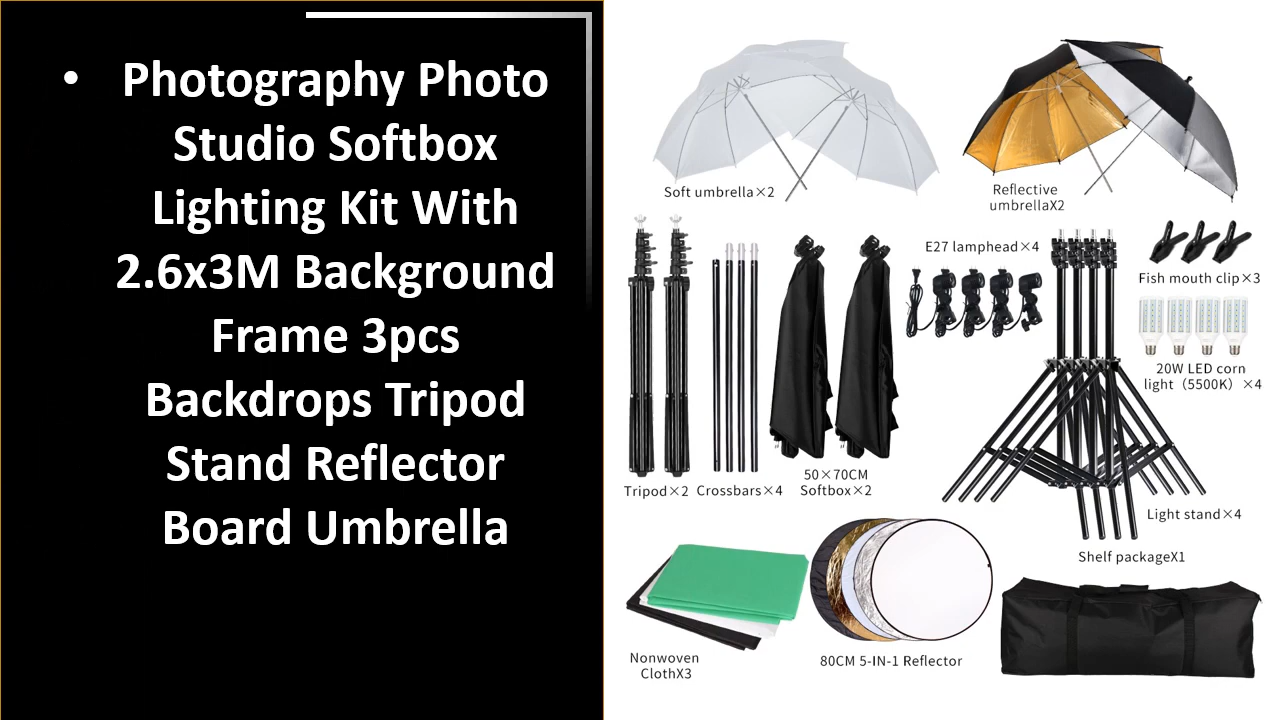 • Photography Photo
Studio Softbox
Lighting Kit With
2.6x3M Background
Frame 3pcs
Backdrops Tripod
Stand Reflector
Board Umbrella
Soft umbrella×2
Reflective
umbrellaX2
E27 lamphead×4
Fish mouth clip×3
20W LED corn
light（5500K）×4
Tripod×2
Crossbars×4
50×70CM
Softbox×2
Light stand×4
Shelf packageX1
Nonwoven
ClothX3
80CM 5-IN-1 Reflector